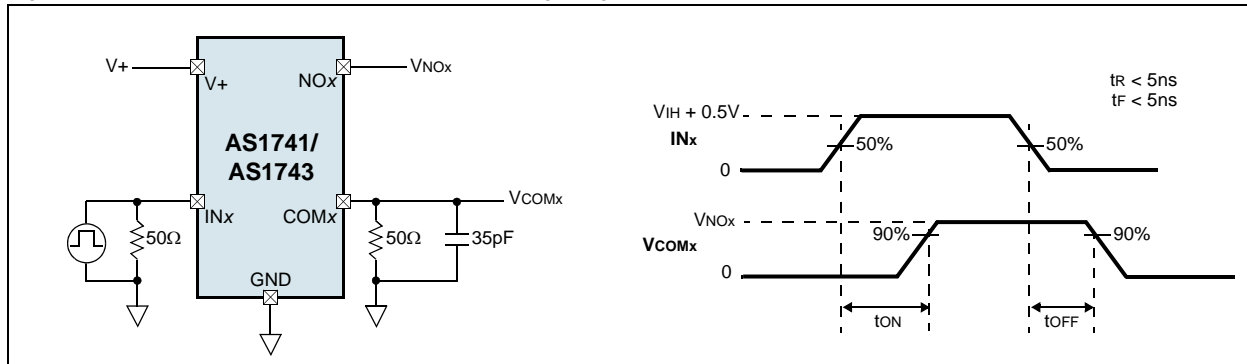 V+
V+
NOx
VNOx
AS1741/
AS1743
INx
COMx
VCOMx
50Ω
50Ω
35pF
GND
tR < 5ns
tF < 5ns
VIH + 0.5V
INx
50%
50%
0
VNOx
VCOMx
90%
90%
0
tON
tOFF